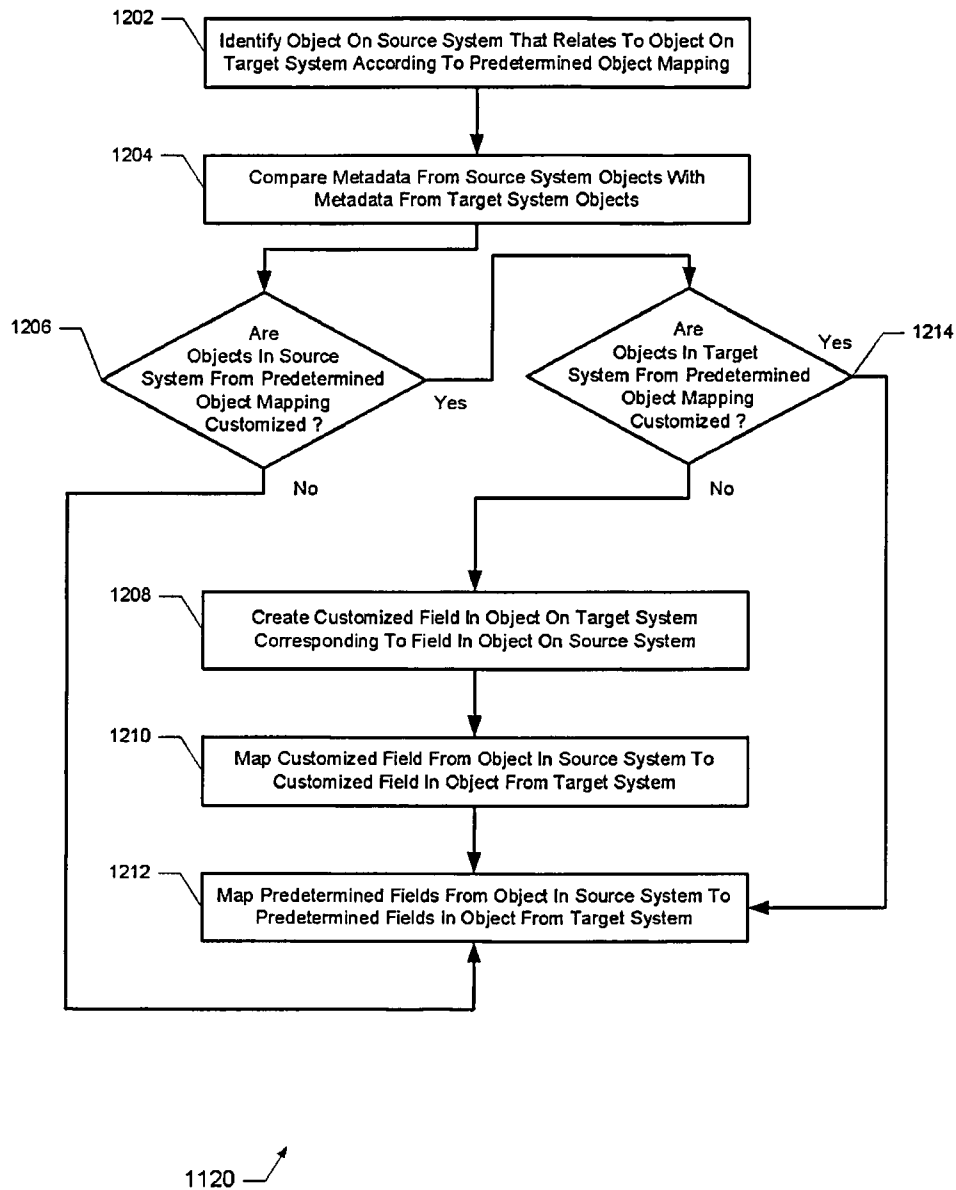 1202
Identify Object On Source System That Relates To Object On
Target System According To Predetermined Object Mapping
1204
Compare Metadata From Source System Objects With
Metadata From Target System Objects
1206
Are
Objects In Source
System From Predetermined
Object Mapping
Customized ?
Yes
No
Are
Objects In Target
System From Predetermined
Object Mapping
Customized ?
Yes
1214
No
1208
Create Customized Field In Object On Target System
Corresponding To Field In Object On Source System
1210
Map Customized Field From Object In Source System To
Customized Field In Object From Target System
1212
Map Predetermined Fields From Object In Source System To
Predetermined Fields In Object From Target System
1120